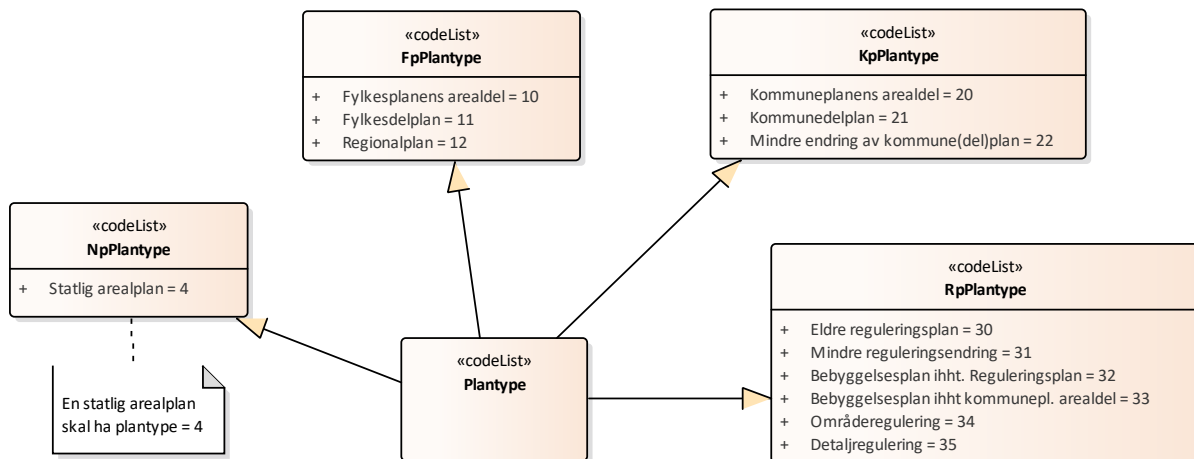 «codeList»
FpPlantype
+ Fylkesplanens arealdel = 10
+ Fylkesdelplan = 11
+ Regionalplan = 12
«codeList»
KpPlantype
+ Kommuneplanens arealdel = 20
+ Kommunedelplan = 21
+ Mindre endring av kommune(del)plan = 22
«codeList»
NpPlantype
+ Statlig arealplan = 4
En statlig arealplan
skal ha plantype = 4
«codeList»
Plantype
«codeList»
RpPlantype
+ Eldre reguleringsplan = 30
+ Mindre reguleringsendring = 31
+ Bebyggelsesplan ihht. Reguleringsplan = 32
+ Bebyggelsesplan ihht kommunepl. arealdel = 33
+ Områderegulering = 34
+ Detaljregulering = 35